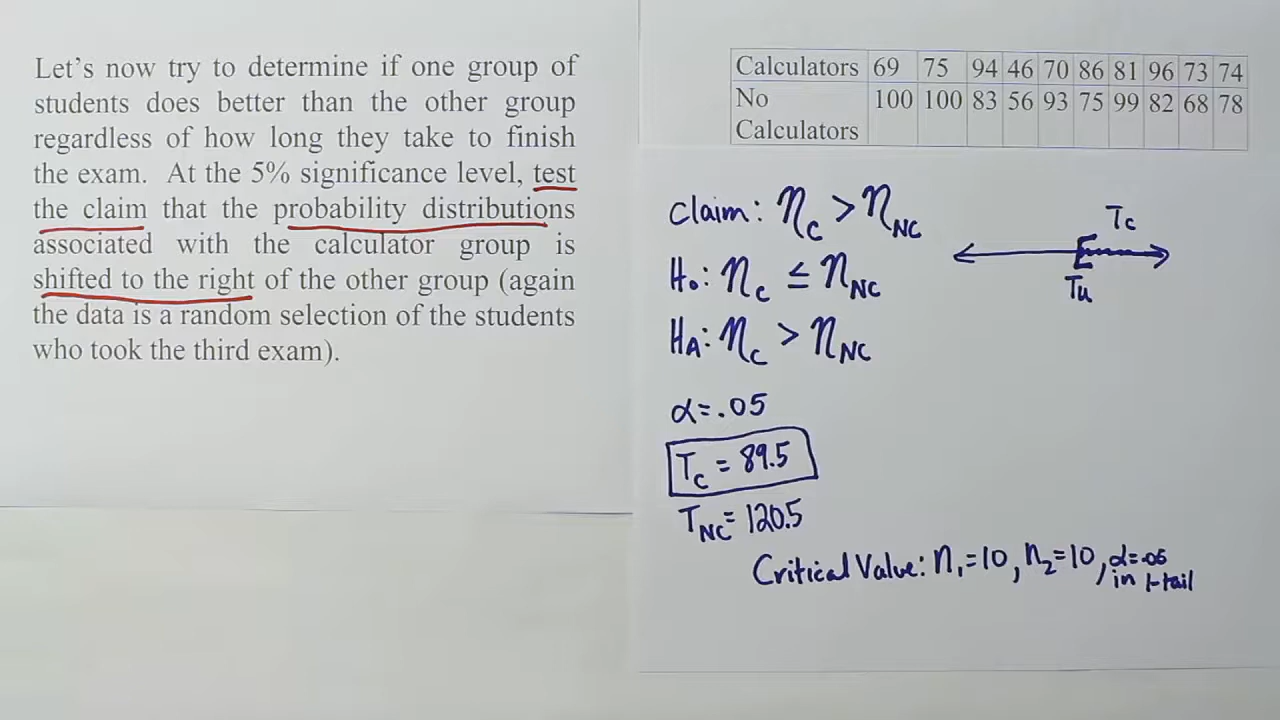 Let's now try to determine if one group of
students does better than the other group
regardless of how long they take to finish
the exam. At the 5% significance level, test
the claim that the probability distributions
associated with the calculator group is
shifted to the right of the other group (again
the data is a random selection of the students
who took the third exam).
Calculators 69 75 94 46 70 86 81 96 73 74
No 100 100 83 56 93 75 99 82 68 78
Calculators
Claim: η_C > η_NC
H₀: η_C ≤ η_NC
H_A: η_C > η_NC
T_C
T_U
α = .05
T_C = 89.5
T_NC = 120.5
Critical Value: n₁ = 10, n₂ = 10, α = .05
in 1-tail